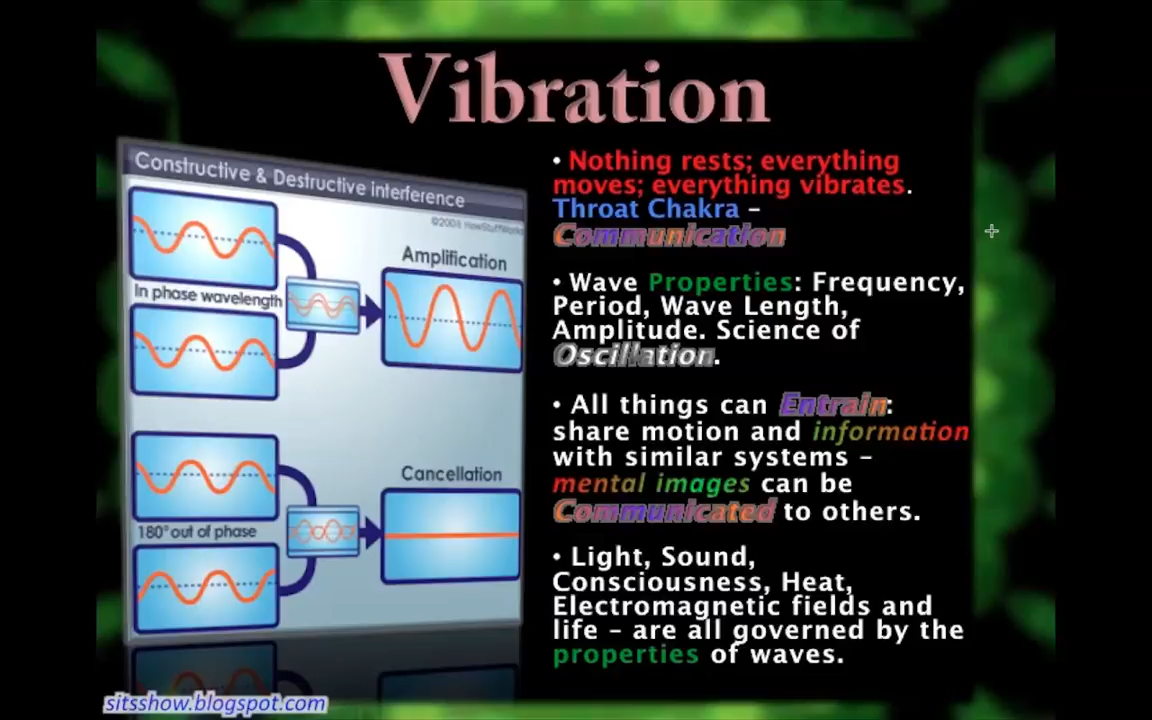 Vibration
Constructive & Destructive interference
©2008 HowStuffWorks
Amplification
In phase wavelength
Cancellation
180° out of phase
• Nothing rests; everything
moves; everything vibrates.
Throat Chakra –
Communication
• Wave Properties: Frequency,
Period, Wave Length,
Amplitude. Science of
Oscillation.
• All things can Entrain:
share motion and information
with similar systems –
mental images can be
Communicated to others.
• Light, Sound,
Consciousness, Heat,
Electromagnetic fields and
life – are all governed by the
properties of waves.
sitsshow.blogspot.com